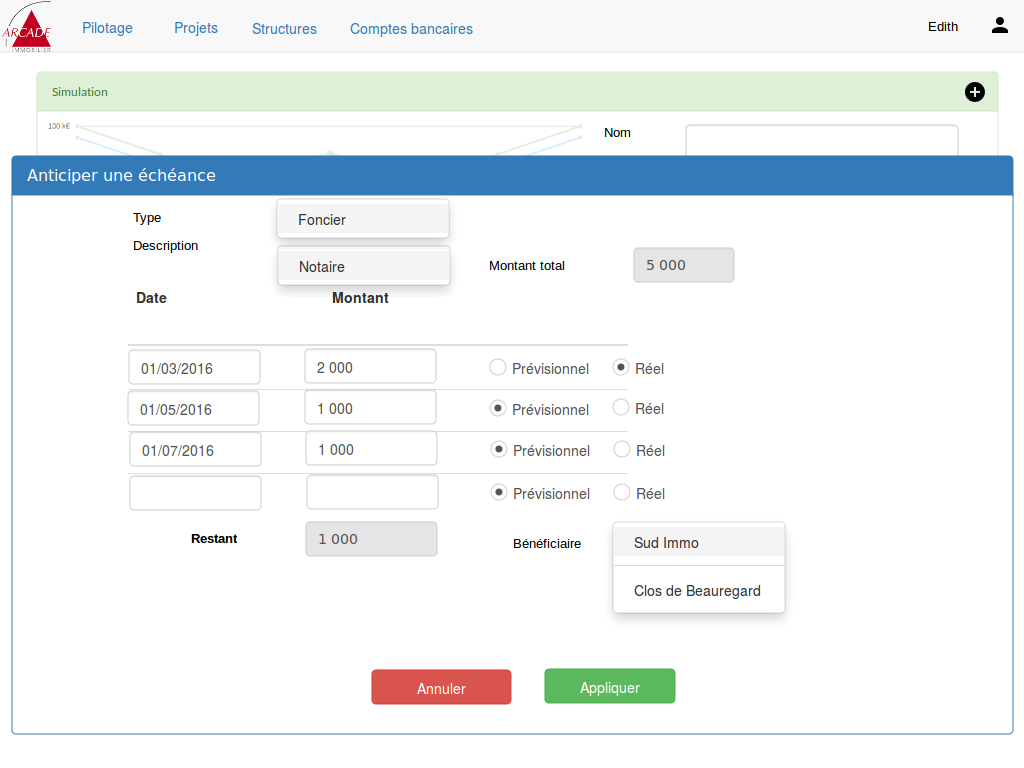 ARCADE
IMMOBILIER
Pilotage Projets Structures Comptes bancaires Edith
Simulation
100 k€
Nom
Anticiper une échéance
Type Foncier
Description Notaire Montant total 5 000
Date Montant
01/03/2016 2 000 Prévisionnel Réel
01/05/2016 1 000 Prévisionnel Réel
01/07/2016 1 000 Prévisionnel Réel
Prévisionnel Réel
Restant 1 000 Bénéficiaire Sud Immo
Clos de Beauregard
Annuler Appliquer